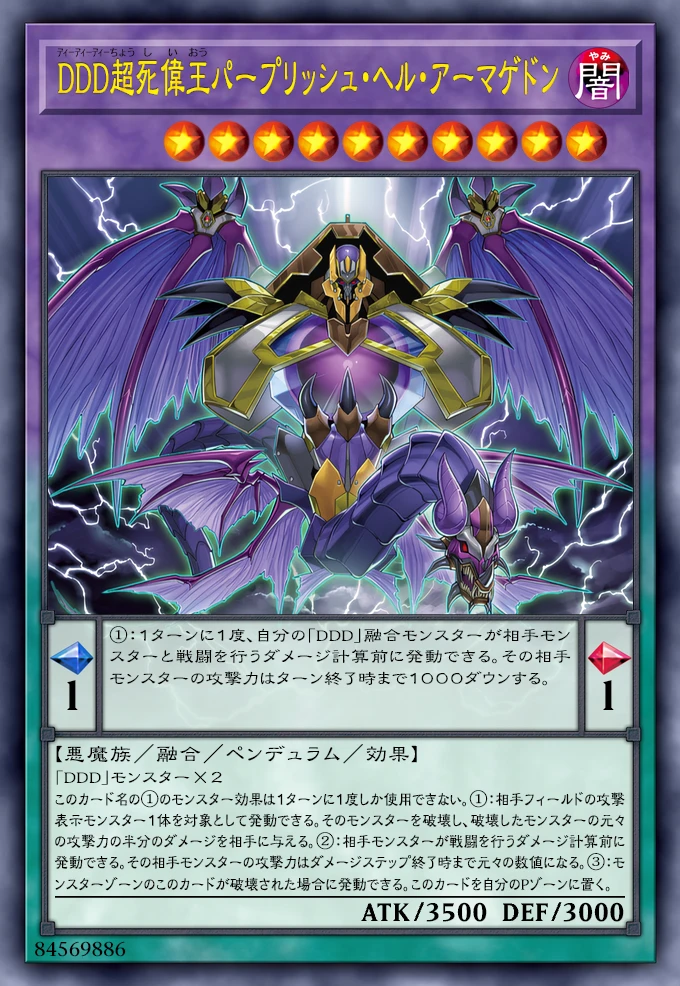 ディーディーディーちょう し い おう
DDD超死偉王パープリッシュ・ヘル・アーマゲドン
やみ
闇
①:1ターンに1度、自分の「DDD」融合モンスターが相手モン
スターと戦闘を行うダメージ計算前に発動できる。その相手
モンスターの攻撃力はターン終了時まで1000ダウンする。
1
1
【悪魔族/融合/ペンデュラム/効果】
「DDD」モンスター×2
このカード名の①のモンスター効果は1ターンに1度しか使用できない。①:相手フィールドの攻撃
表示モンスター1体を対象として発動できる。そのモンスターを破壊し、破壊したモンスターの元々
の攻撃力の半分のダメージを相手に与える。②:相手モンスターが戦闘を行うダメージ計算前に
発動できる。その相手モンスターの攻撃力はダメージステップ終了時まで元々の数値になる。③:モ
ンスターゾーンのこのカードが破壊された場合に発動できる。このカードを自分のPゾーンに置く。
ATK/3500 DEF/3000
84569886